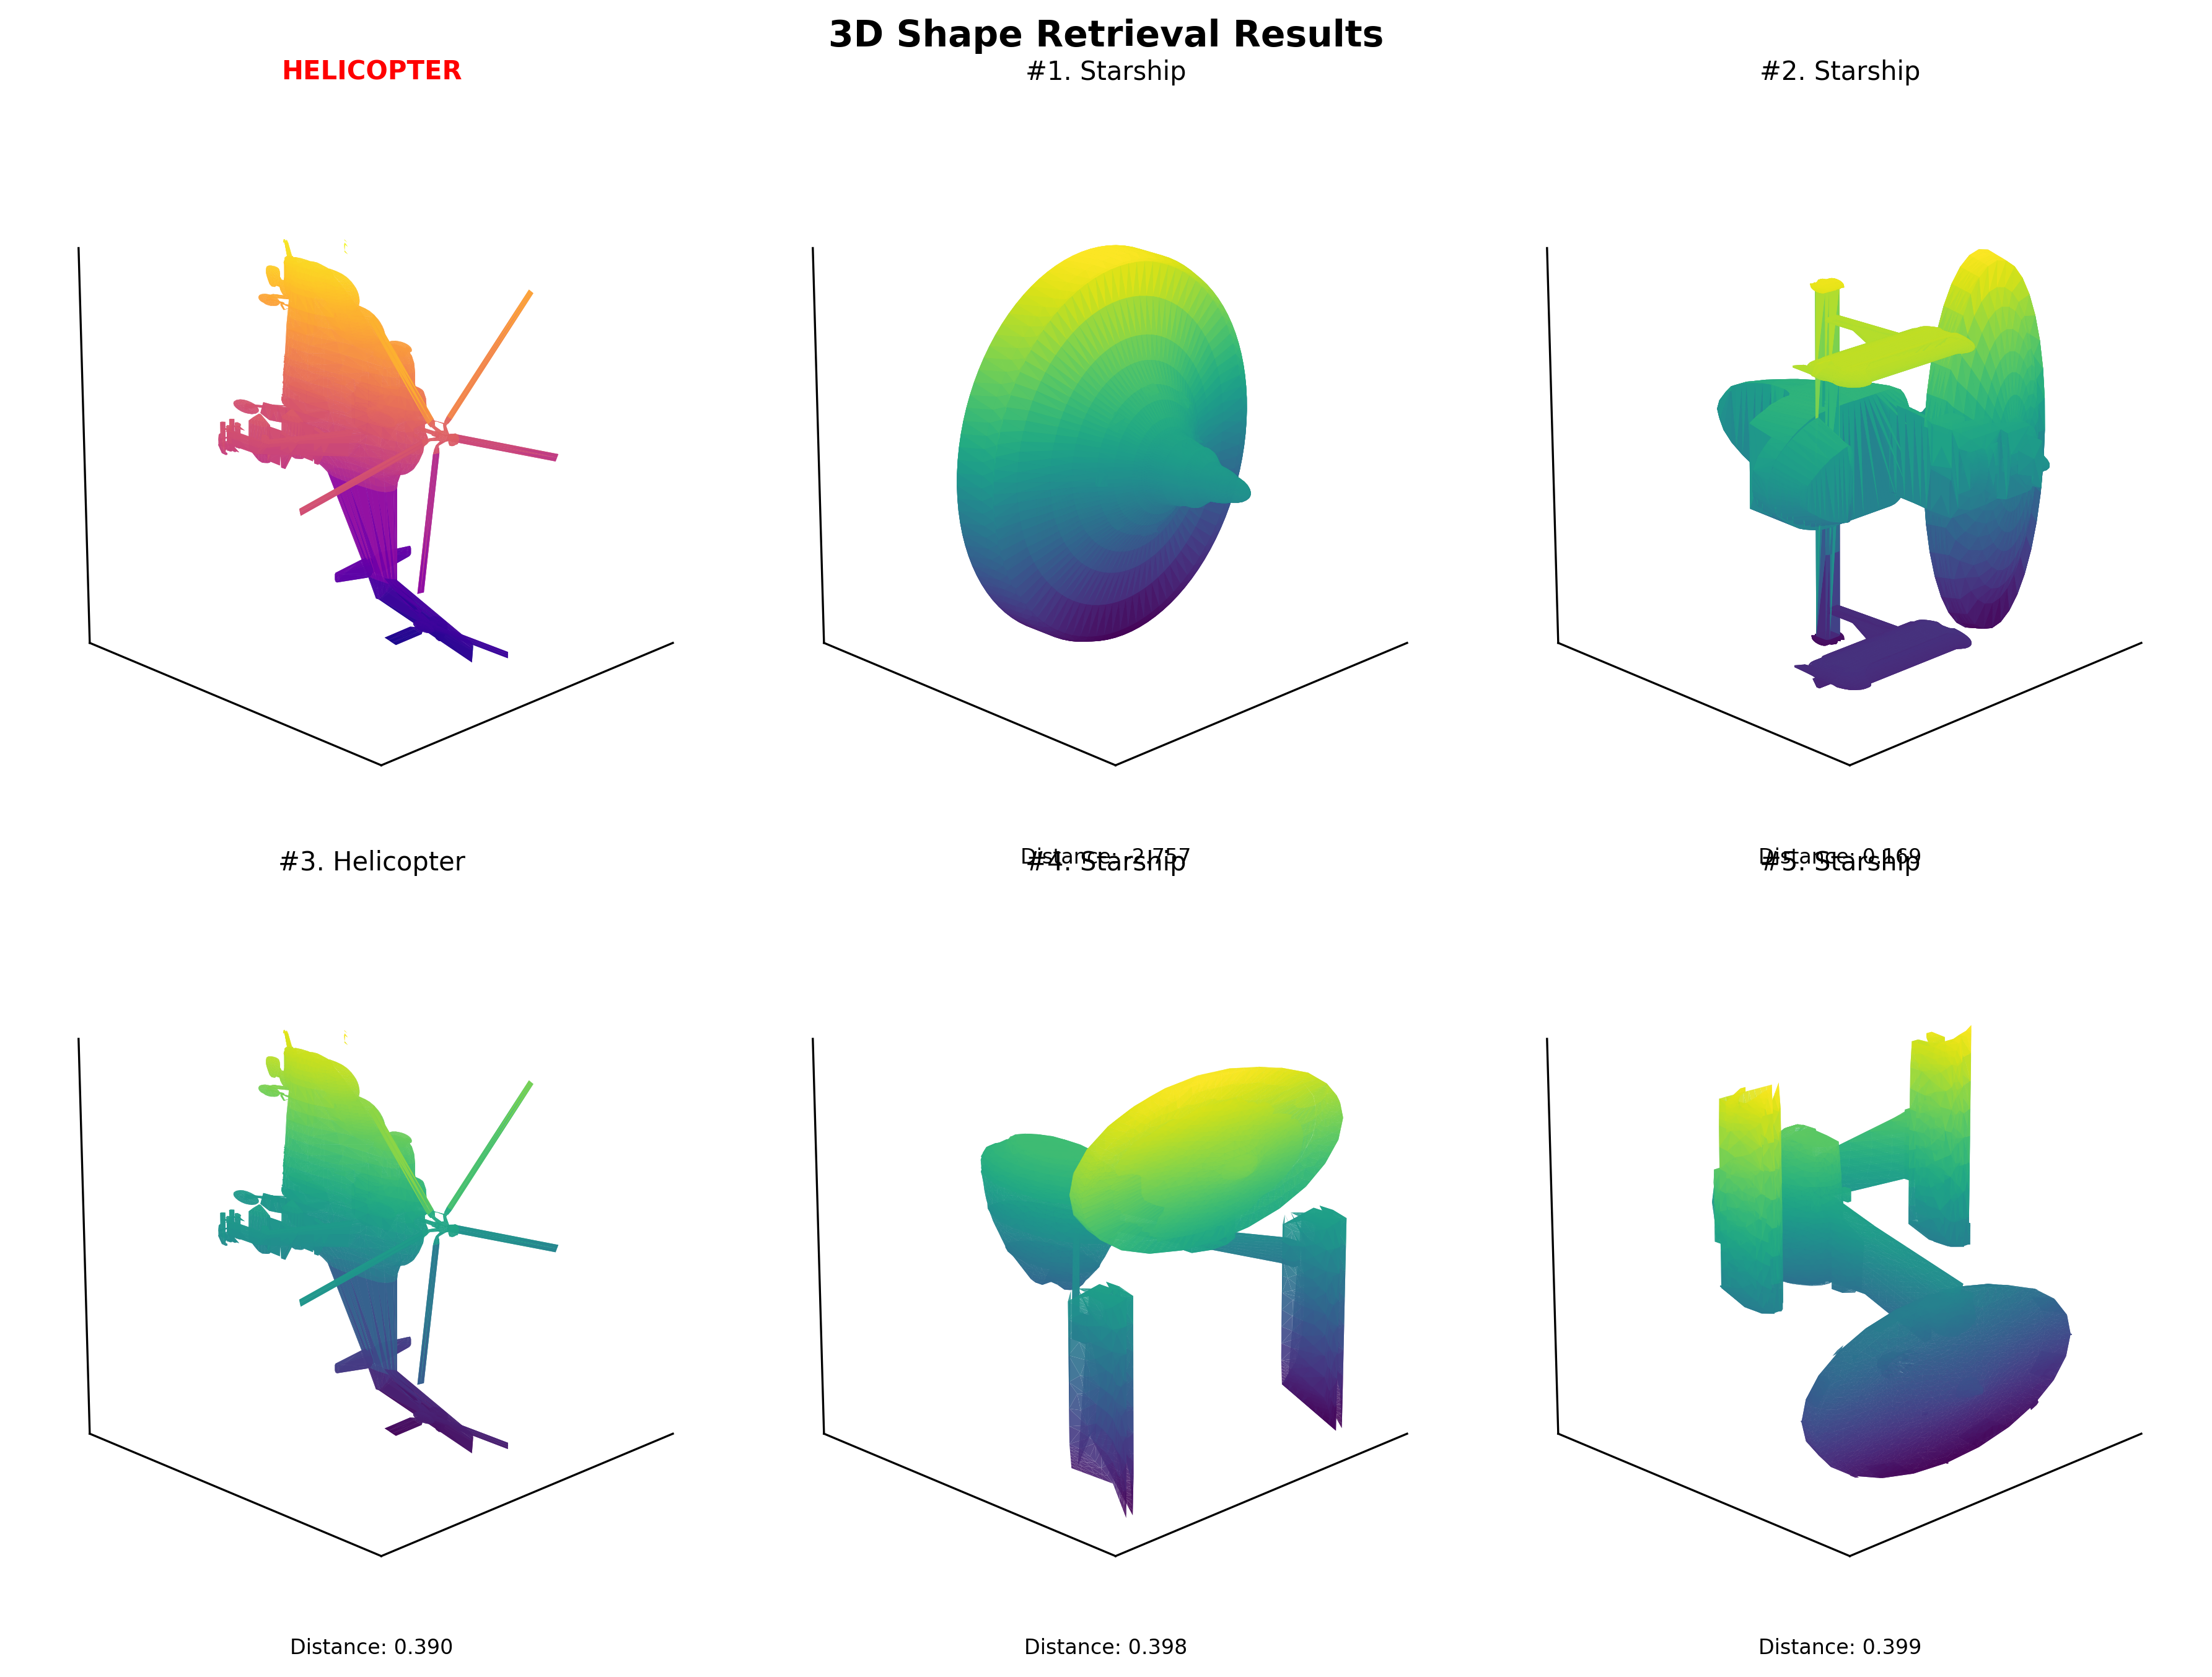 3D Shape Retrieval Results
HELICOPTER
#1. Starship
#2. Starship
Distance: -2.757
Distance: 0.169
#3. Helicopter
#4. Starship
#5. Starship
Distance: 0.390
Distance: 0.398
Distance: 0.399